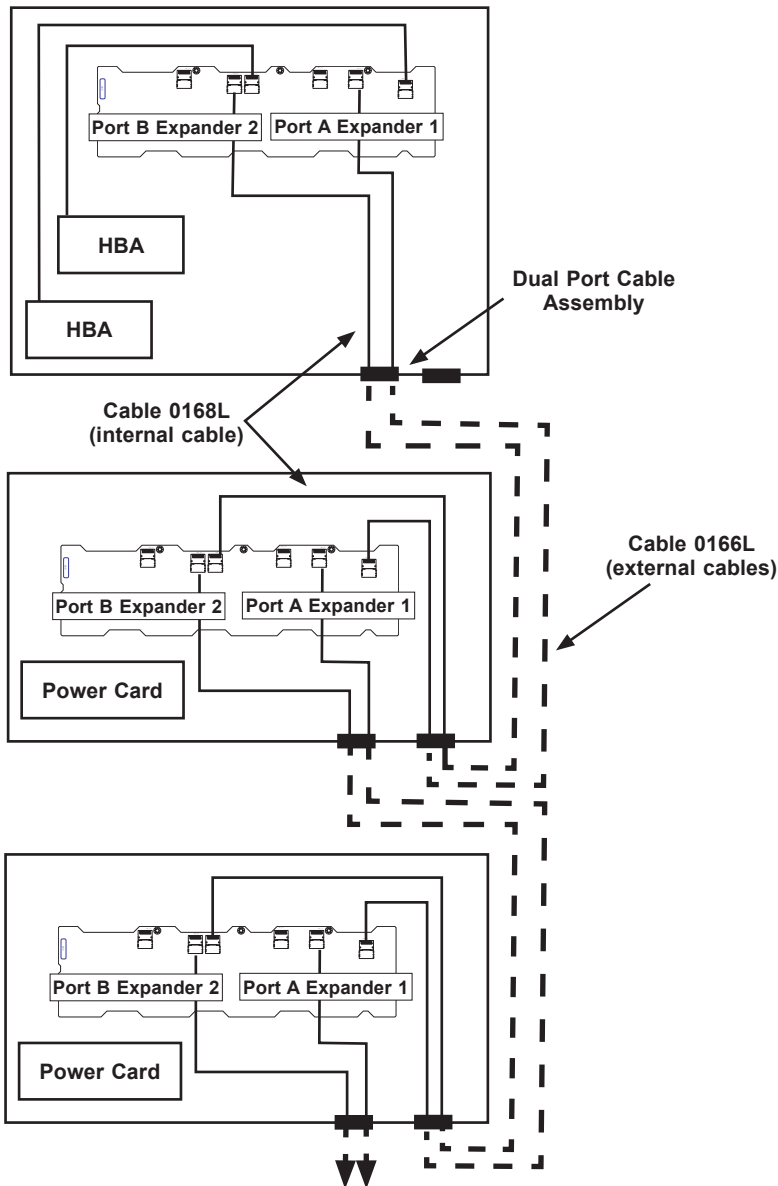 Port B Expander 2
Port A Expander 1
HBA
HBA
Dual Port Cable
Assembly
Cable 0168L
(internal cable)
Cable 0166L
(external cables)
Port B Expander 2
Port A Expander 1
Power Card
Port B Expander 2
Port A Expander 1
Power Card